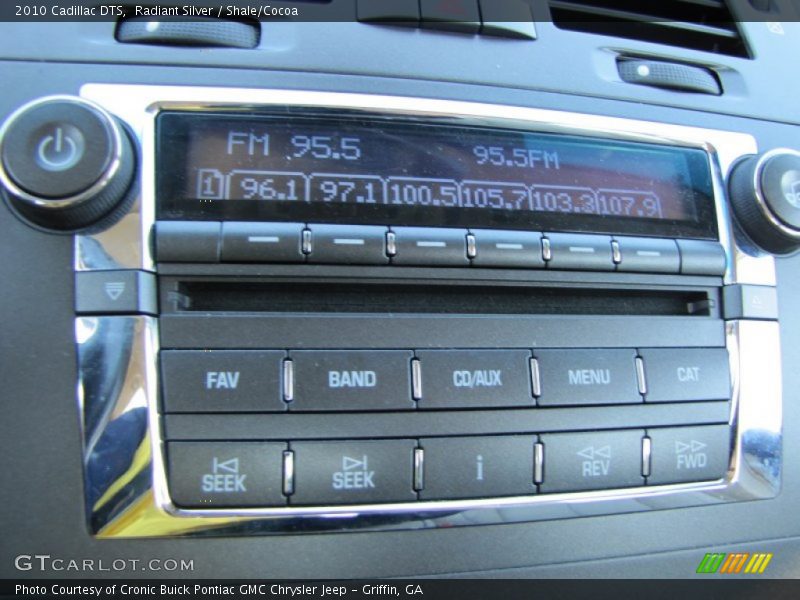 2010 Cadillac DTS, Radiant Silver / Shale/Cocoa
FM 95.5 95.5FM
1 96.1 97.1 100.5 105.7 103.3 107.9
FAV BAND CD/AUX MENU CAT
SEEK SEEK i REV FWD
GTCARLOT.COM
Photo Courtesy of Cronic Buick Pontiac GMC Chrysler Jeep - Griffin, GA